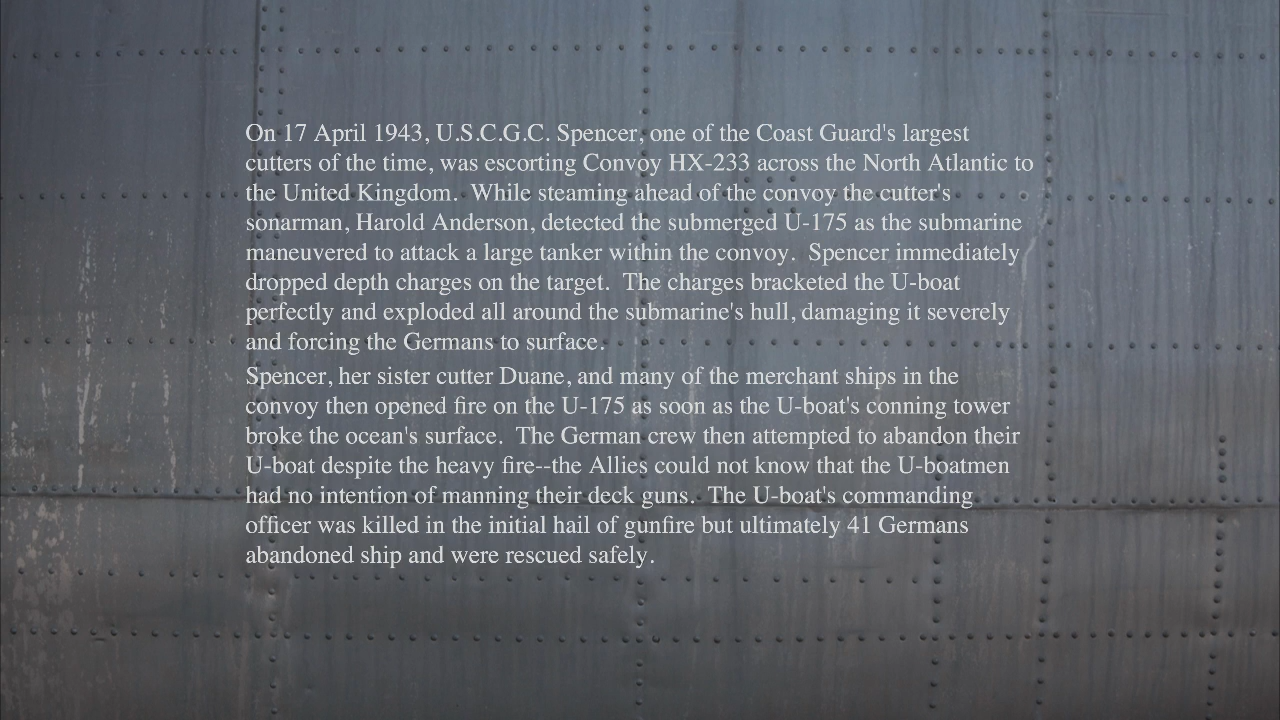 On 17 April 1943, U.S.C.G.C. Spencer, one of the Coast Guard's largest
cutters of the time, was escorting Convoy HX-233 across the North Atlantic to
the United Kingdom.  While steaming ahead of the convoy the cutter's
sonarman, Harold Anderson, detected the submerged U-175 as the submarine
maneuvered to attack a large tanker within the convoy.  Spencer immediately
dropped depth charges on the target.  The charges bracketed the U-boat
perfectly and exploded all around the submarine's hull, damaging it severely
and forcing the Germans to surface.
Spencer, her sister cutter Duane, and many of the merchant ships in the
convoy then opened fire on the U-175 as soon as the U-boat's conning tower
broke the ocean's surface.  The German crew then attempted to abandon their
U-boat despite the heavy fire--the Allies could not know that the U-boatmen
had no intention of manning their deck guns.  The U-boat's commanding
officer was killed in the initial hail of gunfire but ultimately 41 Germans
abandoned ship and were rescued safely.